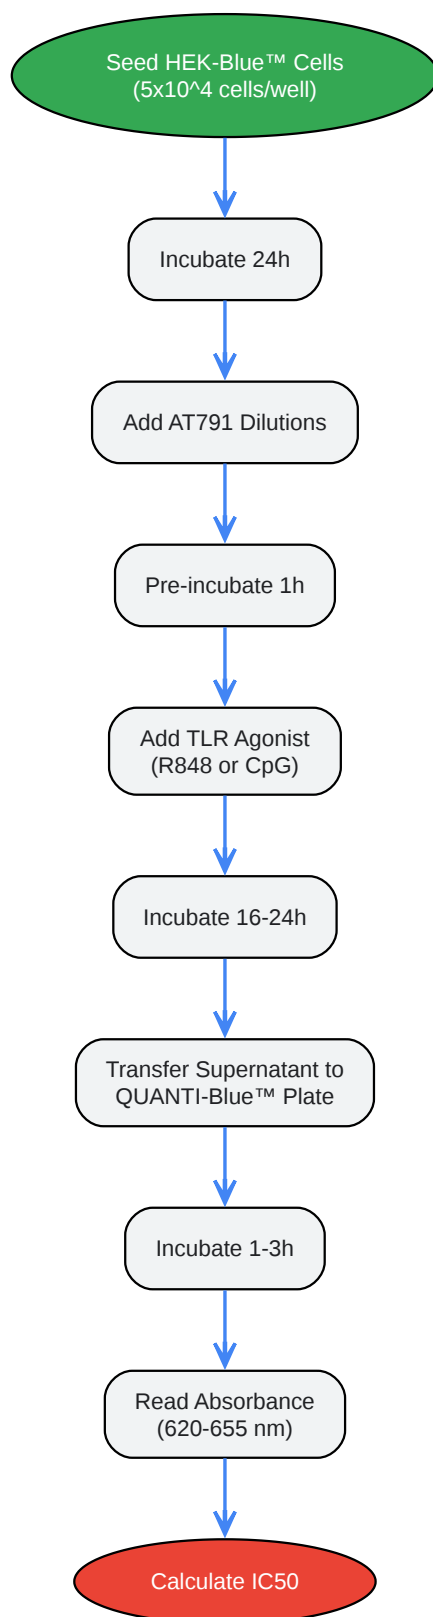 Seed HEK-Blue™ Cells
(5x10^4 cells/well)
Incubate 24h
Add AT791 Dilutions
Pre-incubate 1h
Add TLR Agonist
(R848 or CpG)
Incubate 16-24h
Transfer Supernatant to
QUANTI-Blue™ Plate
Incubate 1-3h
Read Absorbance
(620-655 nm)
Calculate IC50